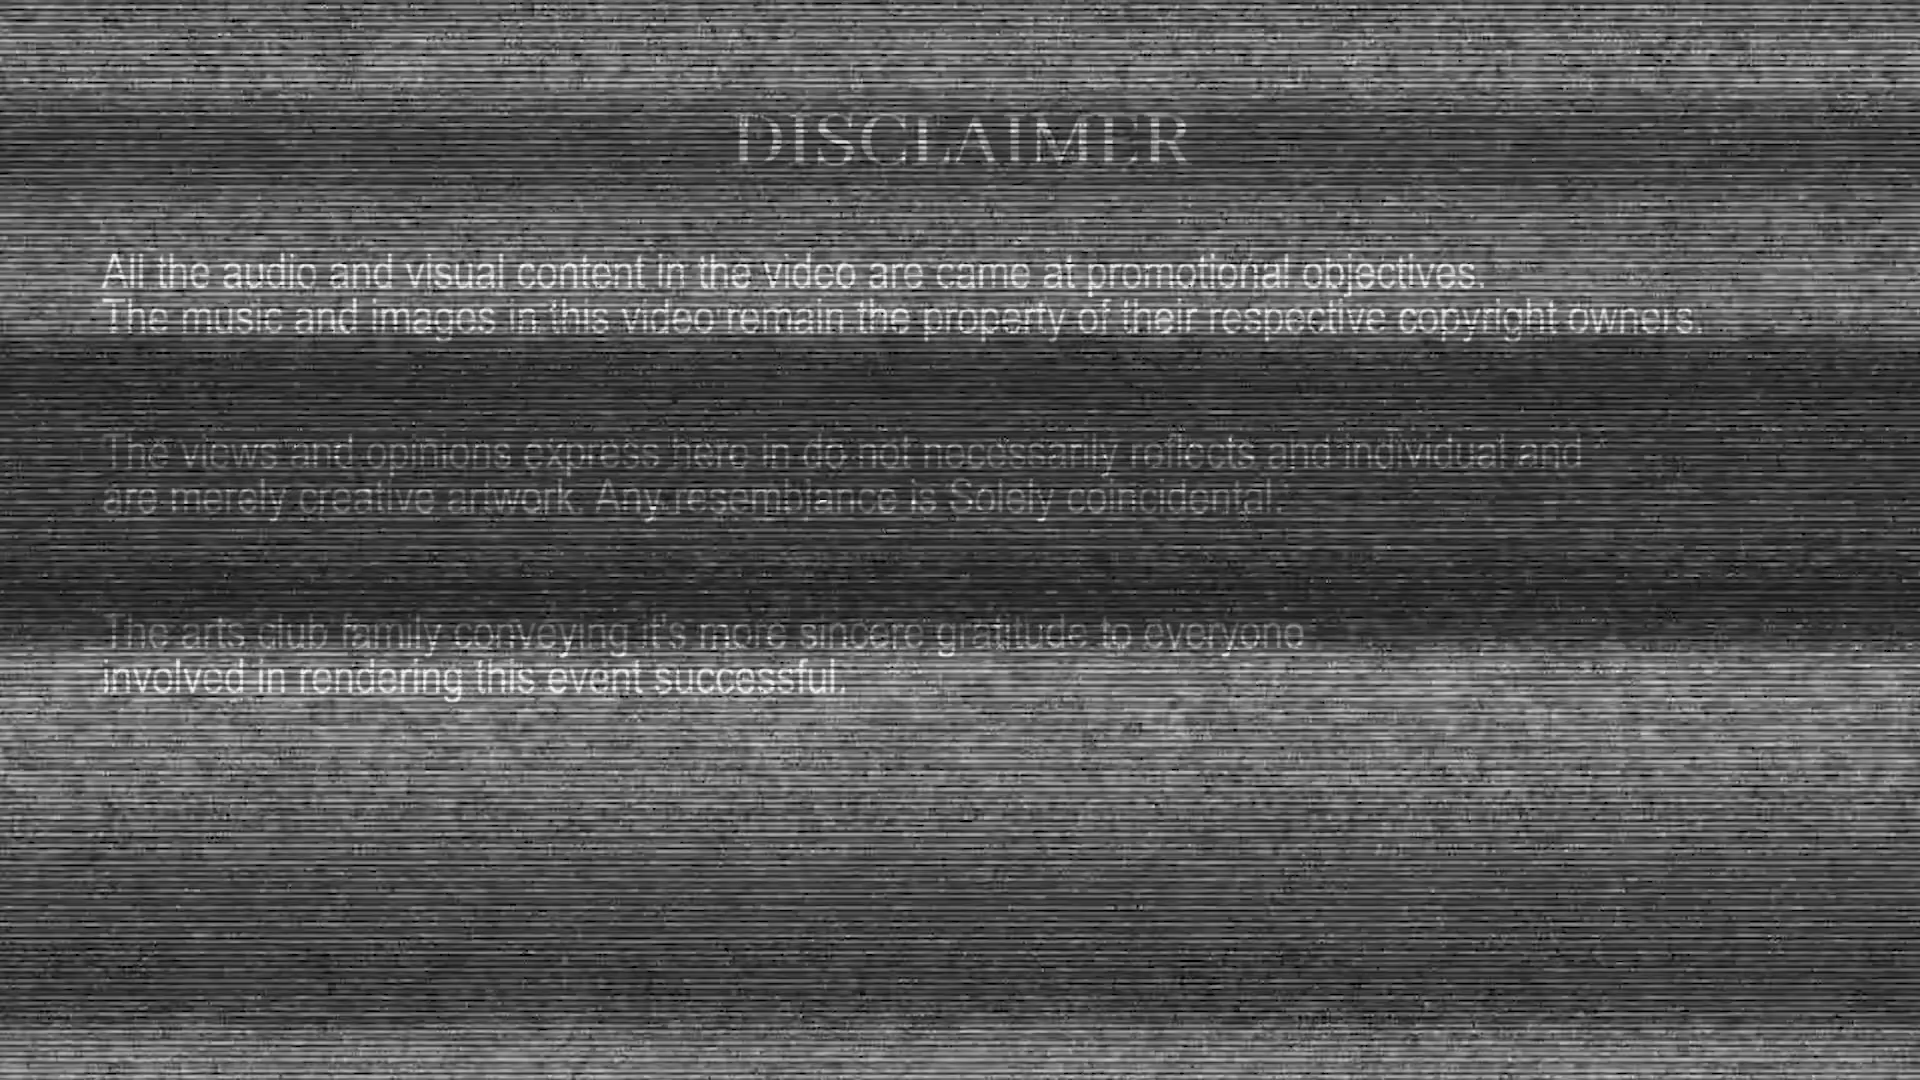 DISCLAIMER
All the audio and visual content in the video are came at promotional objectives.
The music and images in this video remain the property of their respective copyright owners.
The views and opinions express here in do not necessarily reflects and individual and
are merely creative artwork. Any resemblance is Solely coincidental.
The arts club family conveying it's more sincere gratitude to everyone
involved in rendering this event successful.